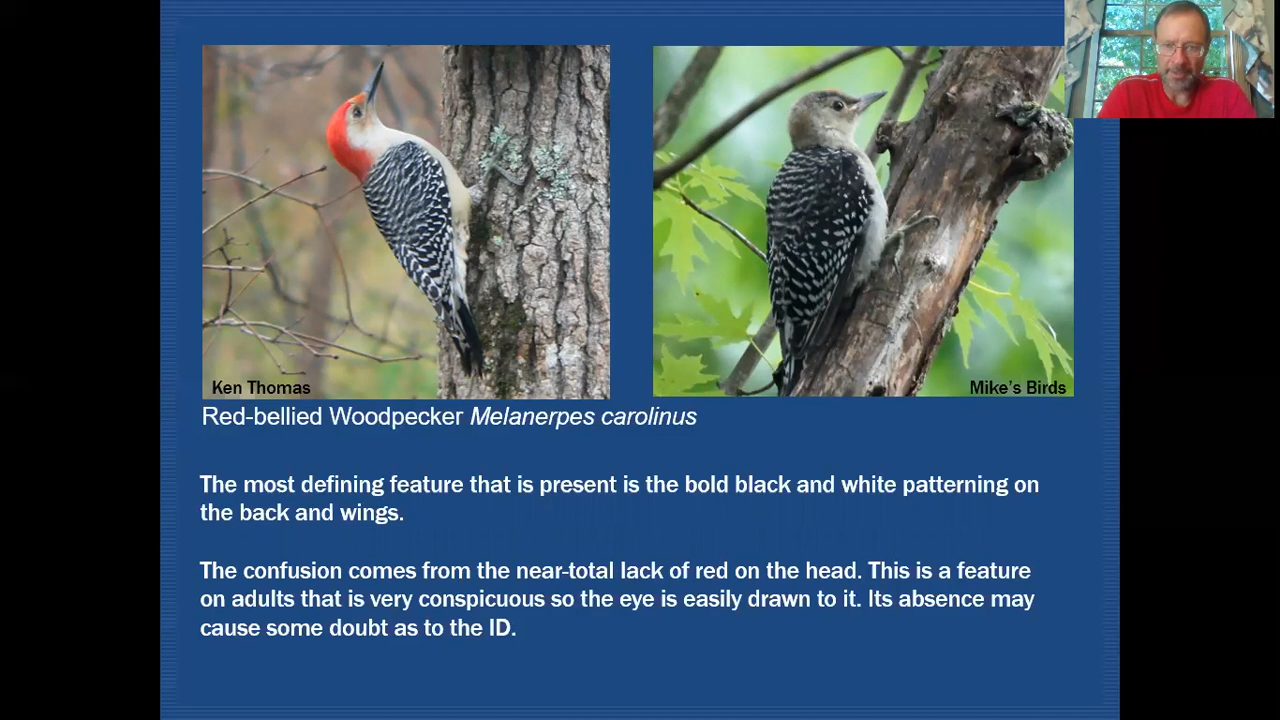 Ken Thomas
Mike's Birds
Red-bellied Woodpecker Melanerpes carolinus
The most defining feature that is present is the bold black and white patterning on
the back and wings.
The confusion comes from the near-total lack of red on the head. This is a feature
on adults that is very conspicuous so the eye is easily drawn to it. Its absence may
cause some doubt as to the ID.